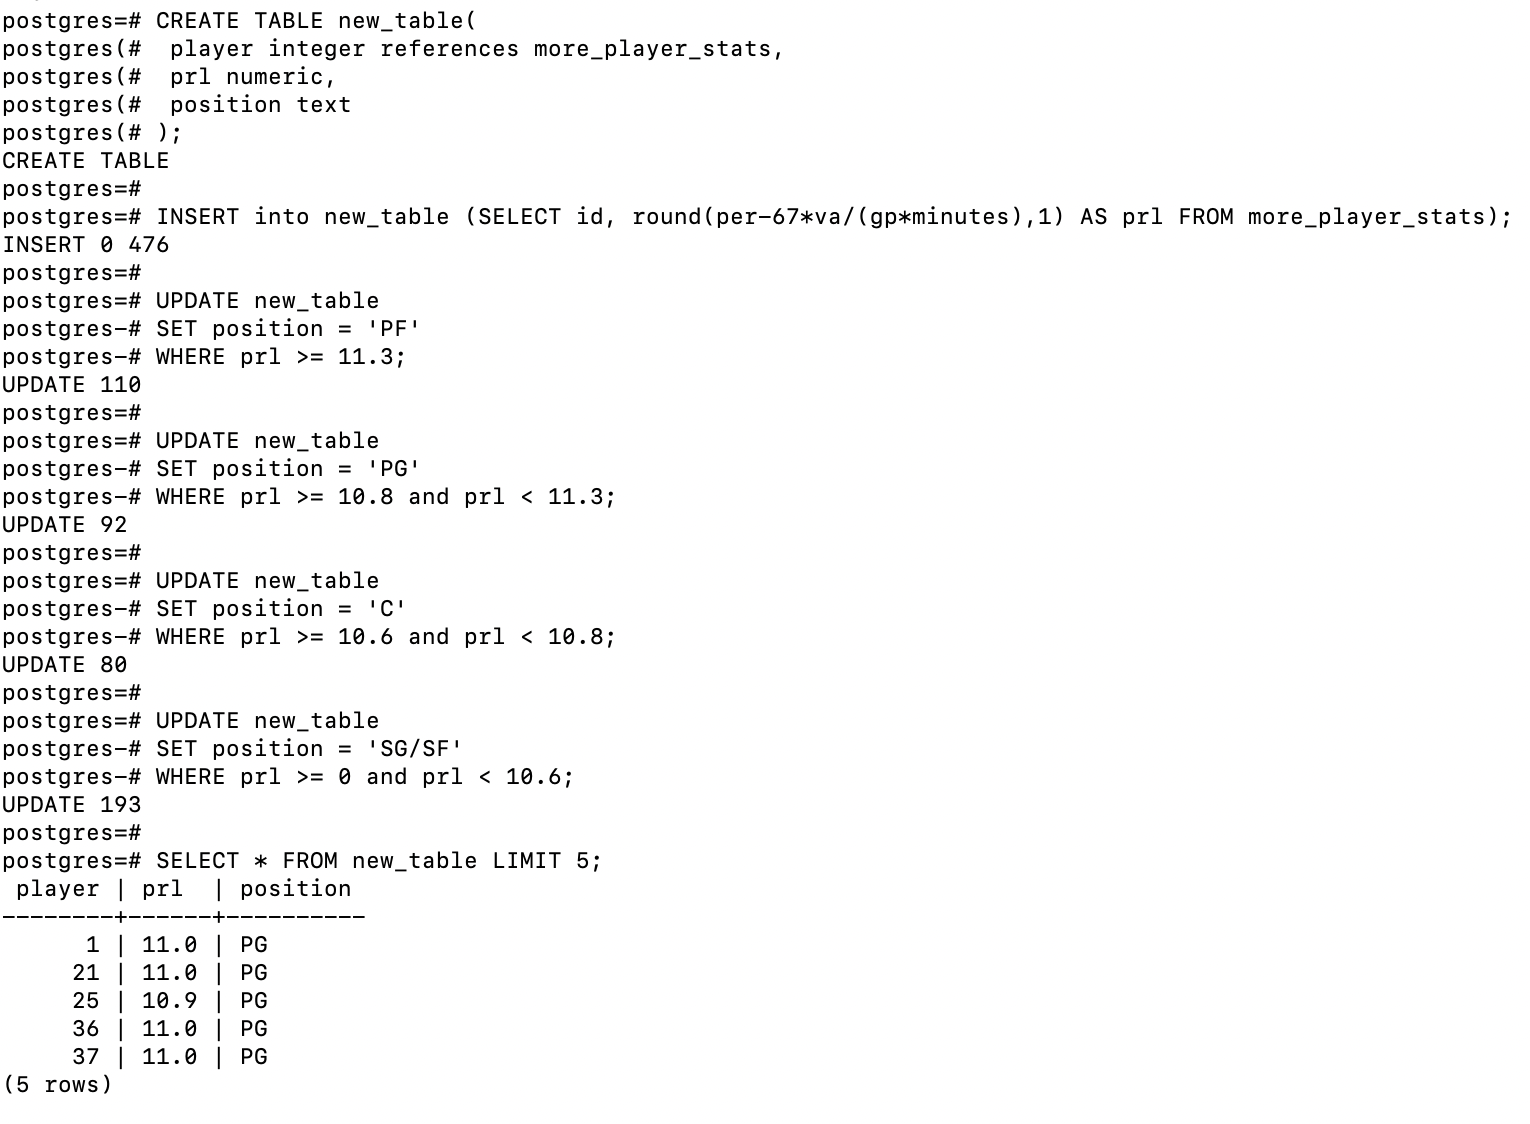 postgres=# CREATE TABLE new_table(
postgres(#  player integer references more_player_stats,
postgres(#  prl numeric,
postgres(#  position text
postgres(# );
CREATE TABLE
postgres=#
postgres=# INSERT into new_table (SELECT id, round(per-67*va/(gp*minutes),1) AS prl FROM more_player_stats);
INSERT 0 476
postgres=#
postgres=# UPDATE new_table
postgres-# SET position = 'PF'
postgres-# WHERE prl >= 11.3;
UPDATE 110
postgres=#
postgres=# UPDATE new_table
postgres-# SET position = 'PG'
postgres-# WHERE prl >= 10.8 and prl < 11.3;
UPDATE 92
postgres=#
postgres=# UPDATE new_table
postgres-# SET position = 'C'
postgres-# WHERE prl >= 10.6 and prl < 10.8;
UPDATE 80
postgres=#
postgres=# UPDATE new_table
postgres-# SET position = 'SG/SF'
postgres-# WHERE prl >= 0 and prl < 10.6;
UPDATE 193
postgres=#
postgres=# SELECT * FROM new_table LIMIT 5;
 player | prl  | position
--------+------+----------
      1 | 11.0 | PG
     21 | 11.0 | PG
     25 | 10.9 | PG
     36 | 11.0 | PG
     37 | 11.0 | PG
(5 rows)